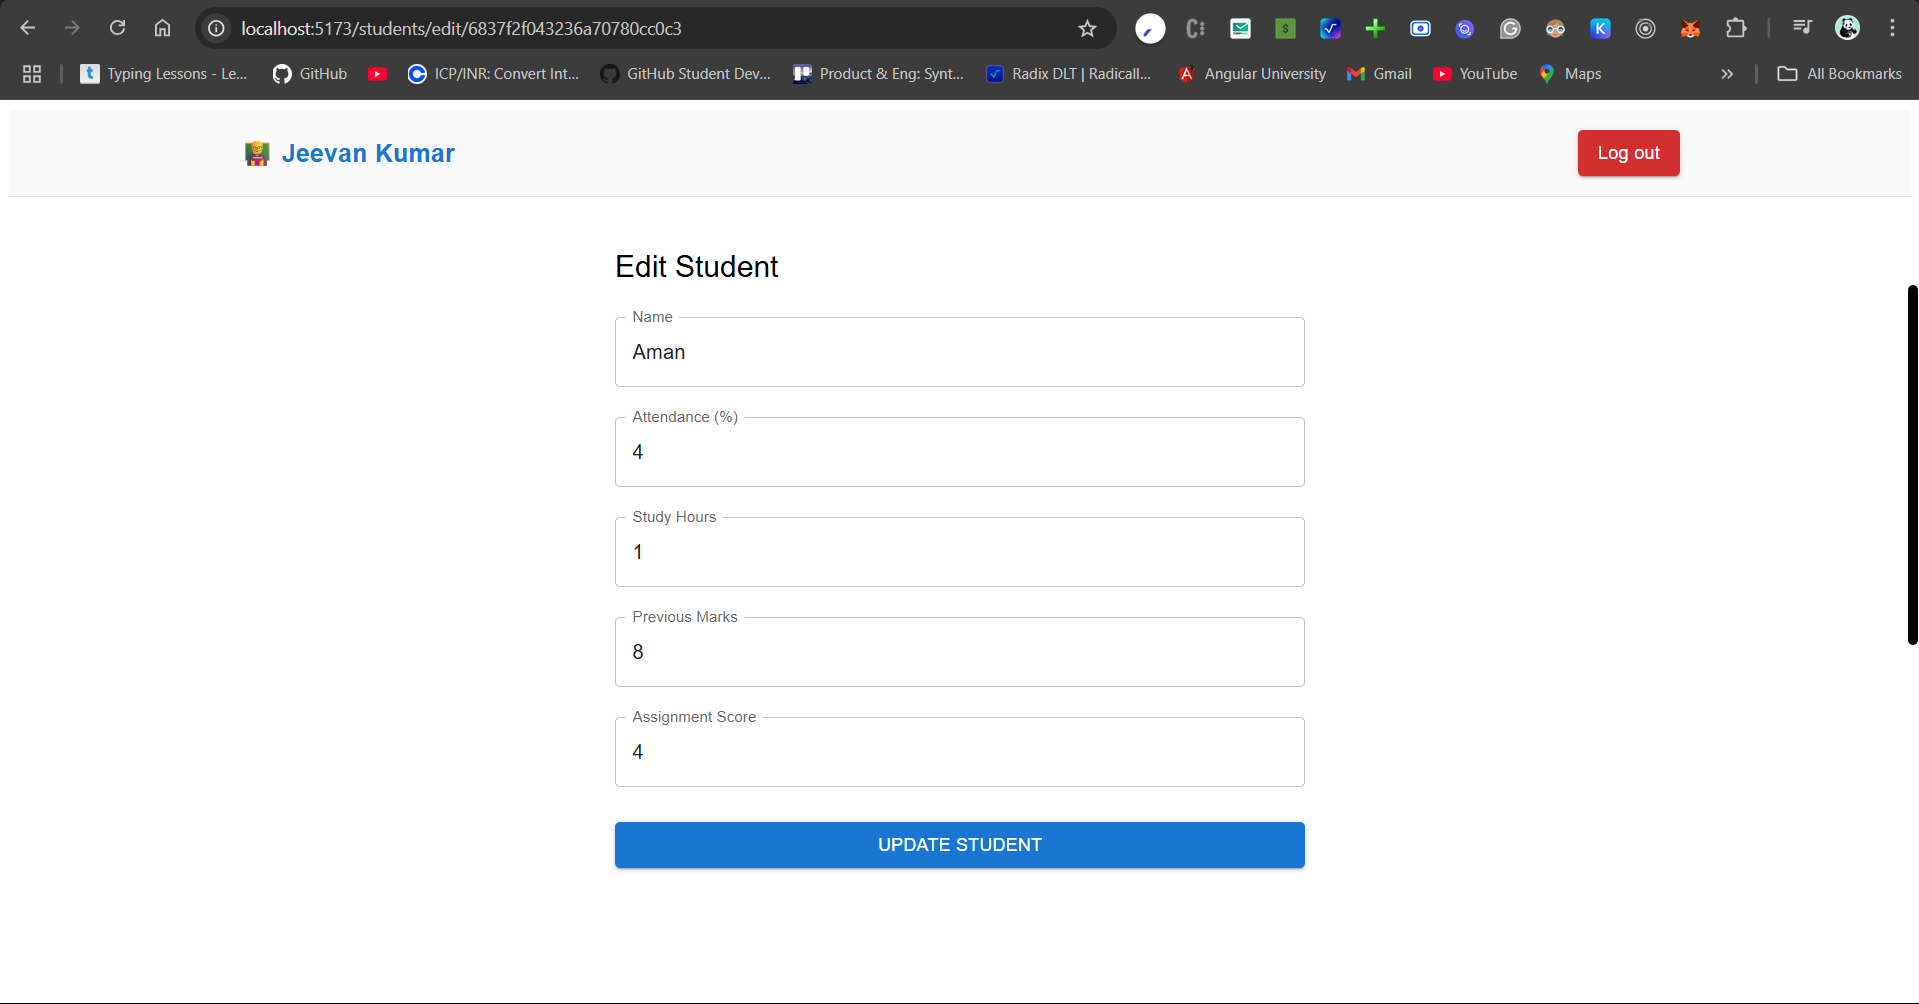 localhost:5173/students/edit/6837f2f043236a70780cc0c3
Typing Lessons - Le... GitHub ICP/INR: Convert Int... GitHub Student Dev... Product & Eng: Synt... Radix DLT | Radicall... Angular University Gmail YouTube Maps All Bookmarks
Jeevan Kumar
Log out
Edit Student
Name
Aman
Attendance (%)
4
Study Hours
1
Previous Marks
8
Assignment Score
4
UPDATE STUDENT